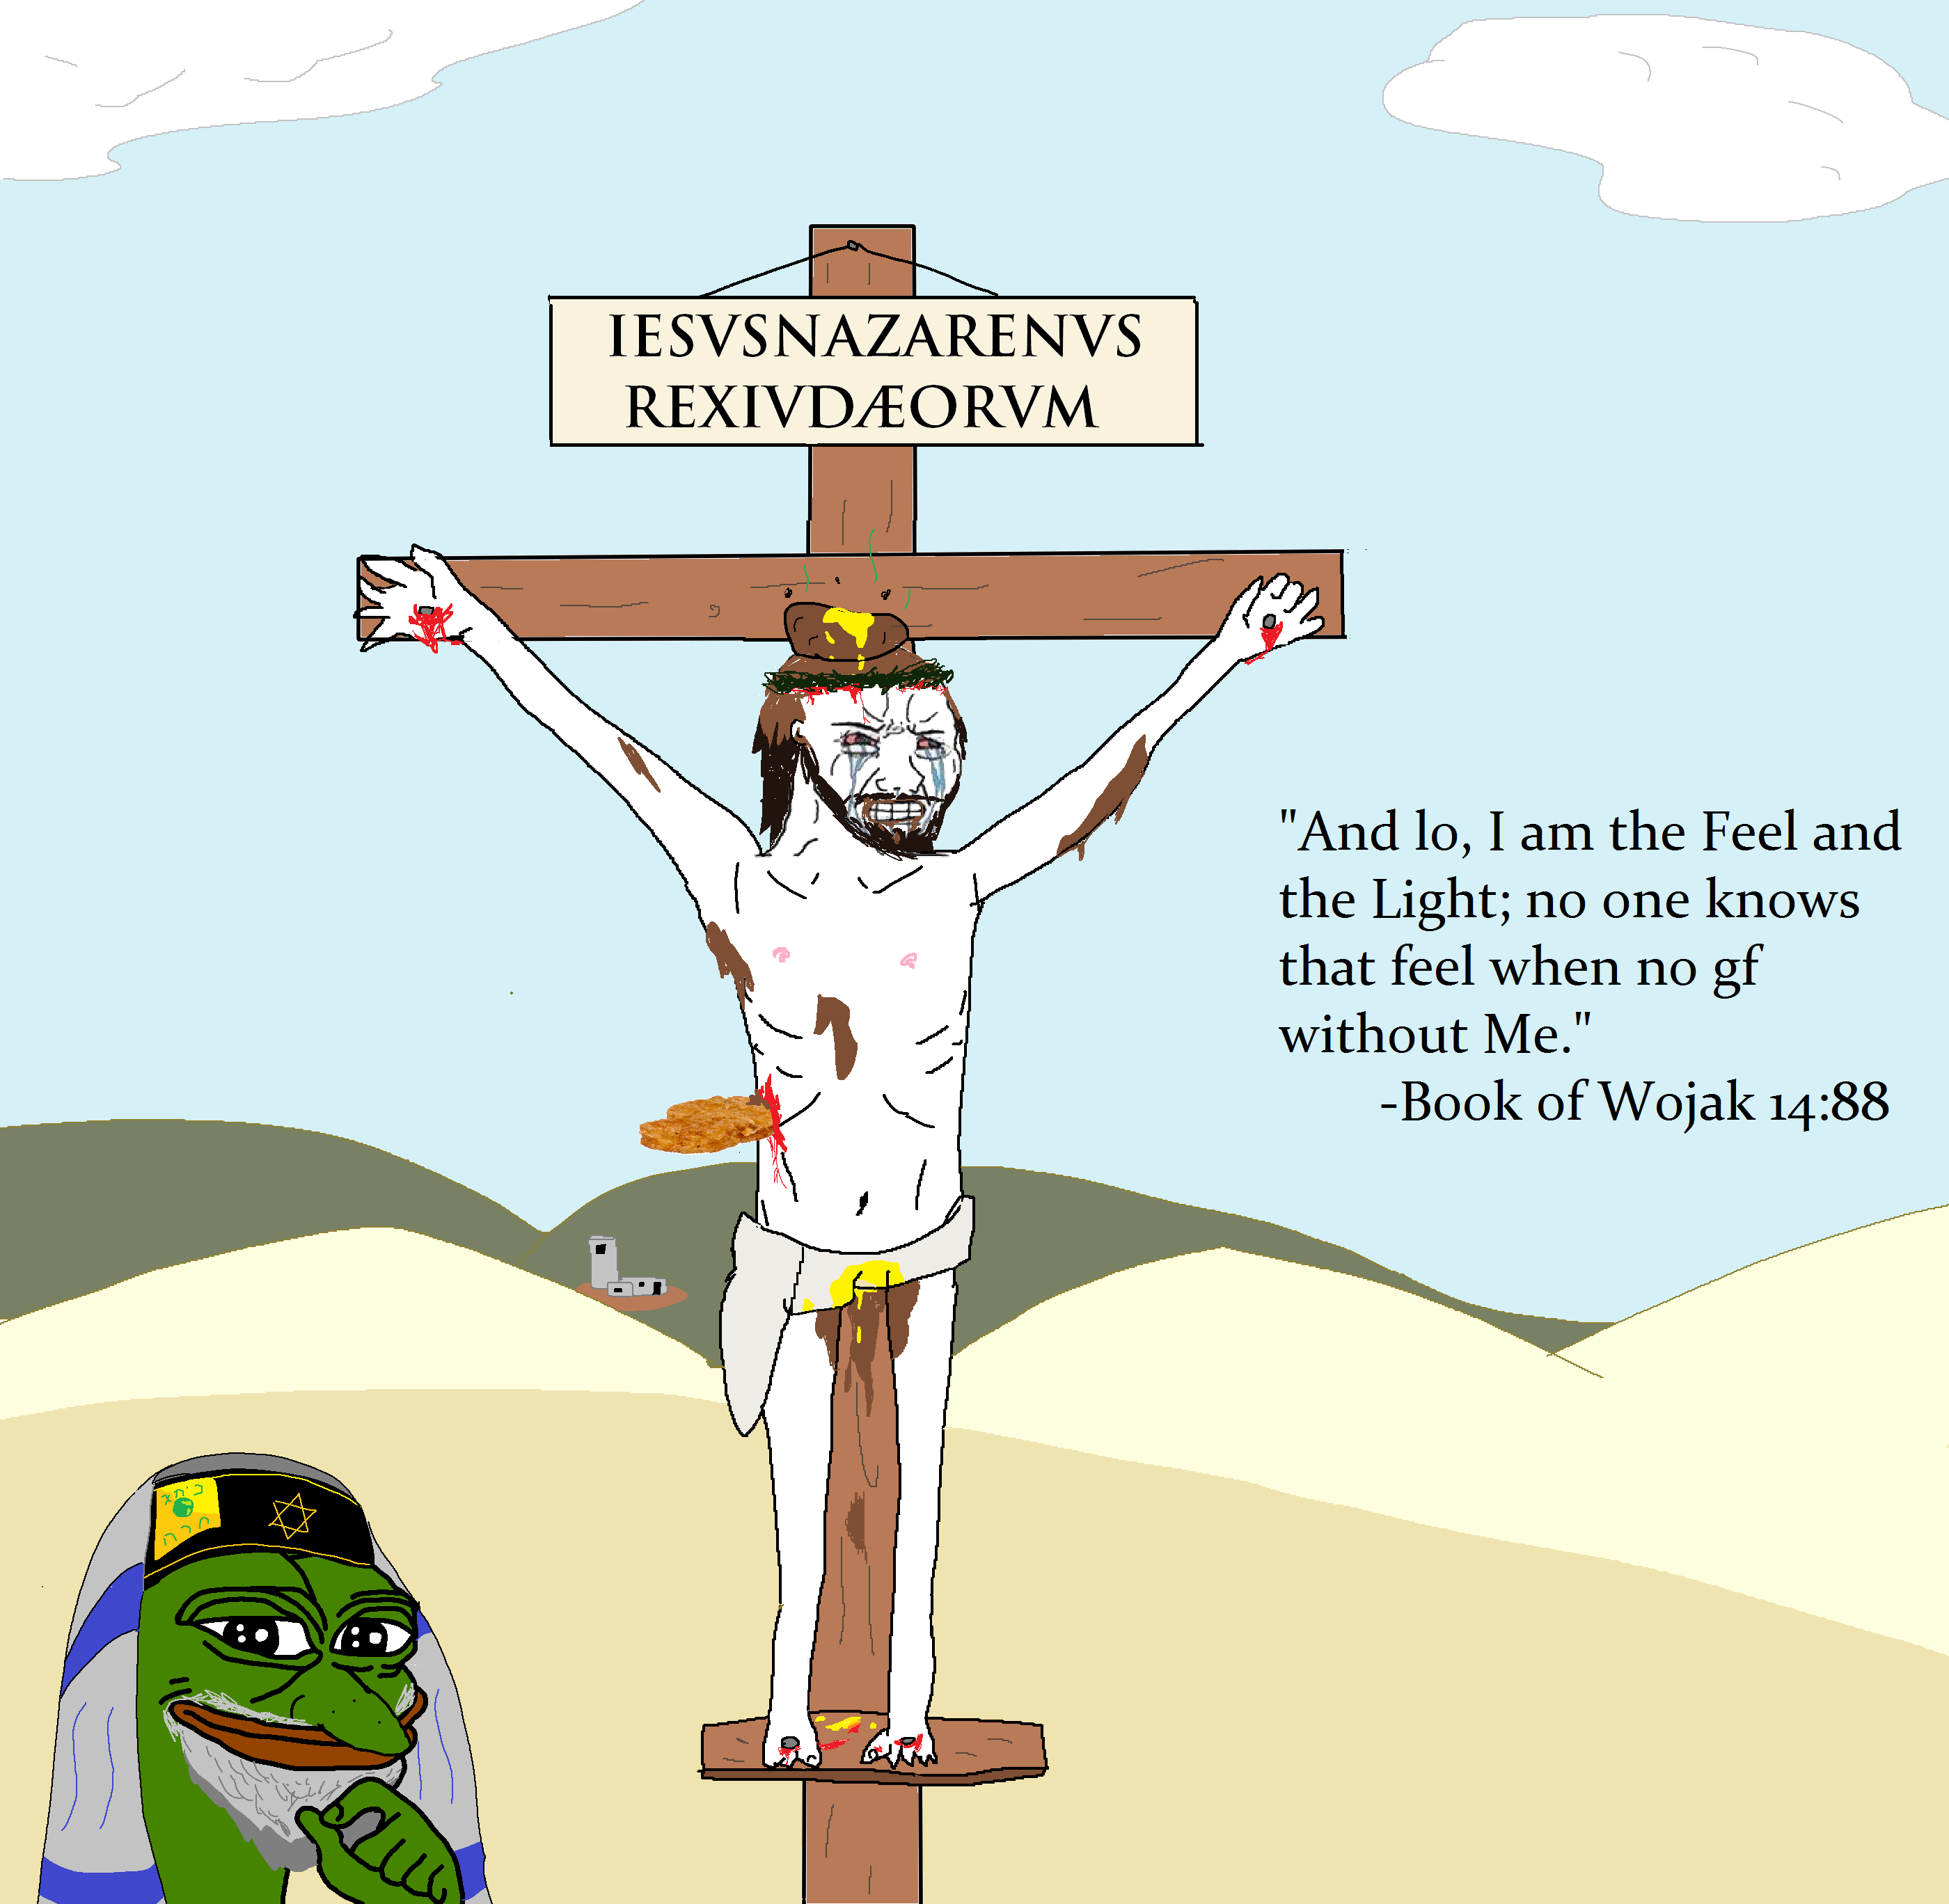 IESVSNAZARENVS
REXIVDÆORVM
"And lo, I am the Feel and
the Light; no one knows
that feel when no gf
without Me."
-Book of Wojak 14:88